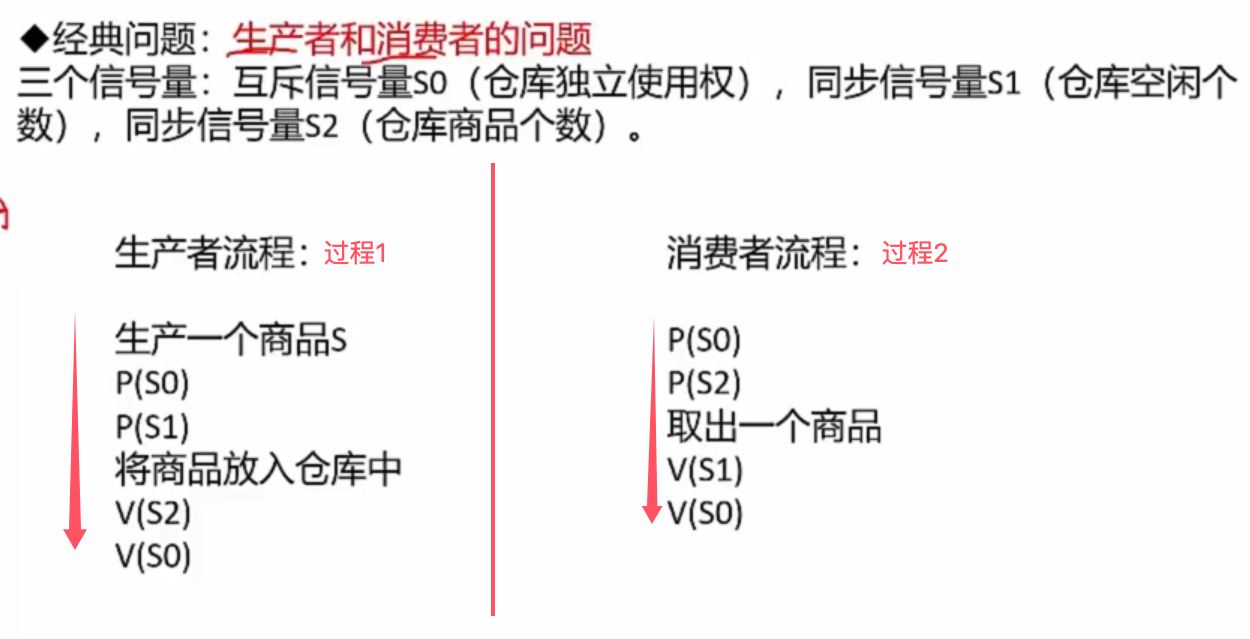 ◆经典问题：生产者和消费者的问题
三个信号量：互斥信号量S0（仓库独立使用权），同步信号量S1（仓库空闲个
数），同步信号量S2（仓库商品个数）。
生产者流程：过程1
生产一个商品S
P(S0)
P(S1)
将商品放入仓库中
V(S2)
V(S0)
消费者流程：过程2
P(S0)
P(S2)
取出一个商品
V(S1)
V(S0)